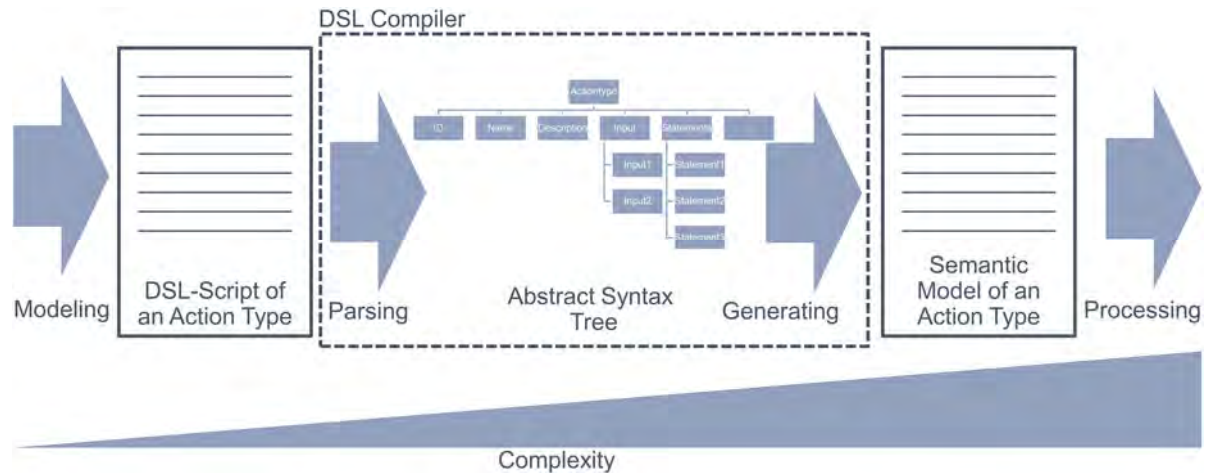 DSL Compiler
Actiontype
ID
Name
Description
Input
Statements
Input1
Statement1
Input2
Statement2
Statement3
Modeling
DSL-Script of
an Action Type
Parsing
Abstract Syntax
Tree
Generating
Semantic
Model of an
Action Type
Processing
Complexity